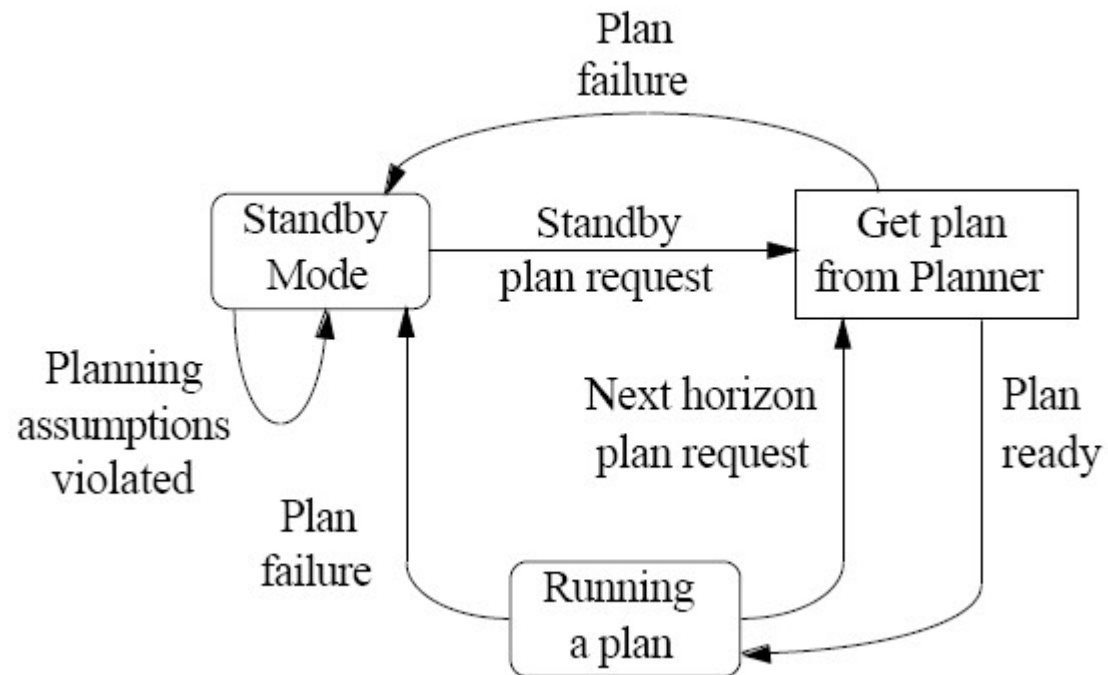 Plan
failure
Standby
Mode
Standby
plan request
Get plan
from Planner
Planning
assumptions
violated
Next horizon
plan request
Plan
ready
Plan
failure
Running
a plan